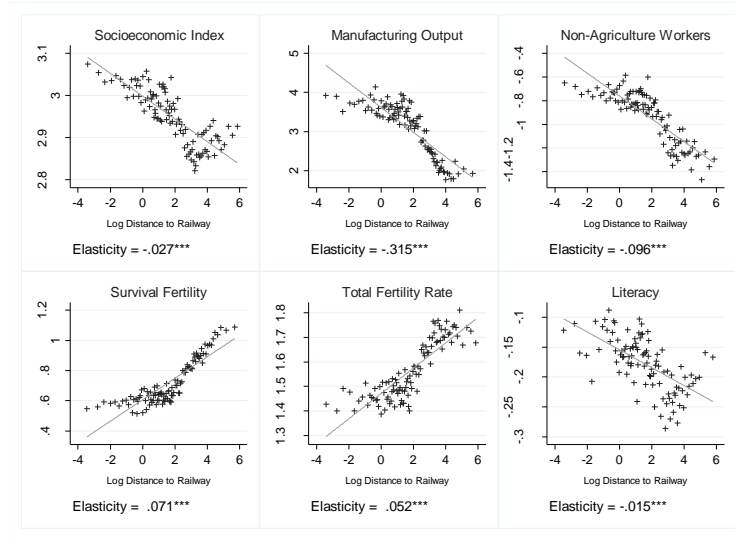 Socioeconomic Index
3.1
3
2.9
2.8
-4 -2 0 2 4 6
Log Distance to Railway
Elasticity = -.027***
Manufacturing Output
5
4
3
2
-4 -2 0 2 4 6
Log Distance to Railway
Elasticity = -.315***
Non-Agriculture Workers
-.4
-.6
-.8
-1
-1.2
-1.4
-4 -2 0 2 4 6
Log Distance to Railway
Elasticity = -.096***
Survival Fertility
1.2
1
.8
.6
.4
-4 -2 0 2 4 6
Log Distance to Railway
Elasticity = .071***
Total Fertility Rate
1.8
1.7
1.6
1.5
1.4
1.3
-4 -2 0 2 4 6
Log Distance to Railway
Elasticity = .052***
Literacy
-.1
-.15
-.2
-.25
-.3
-4 -2 0 2 4 6
Log Distance to Railway
Elasticity = -.015***